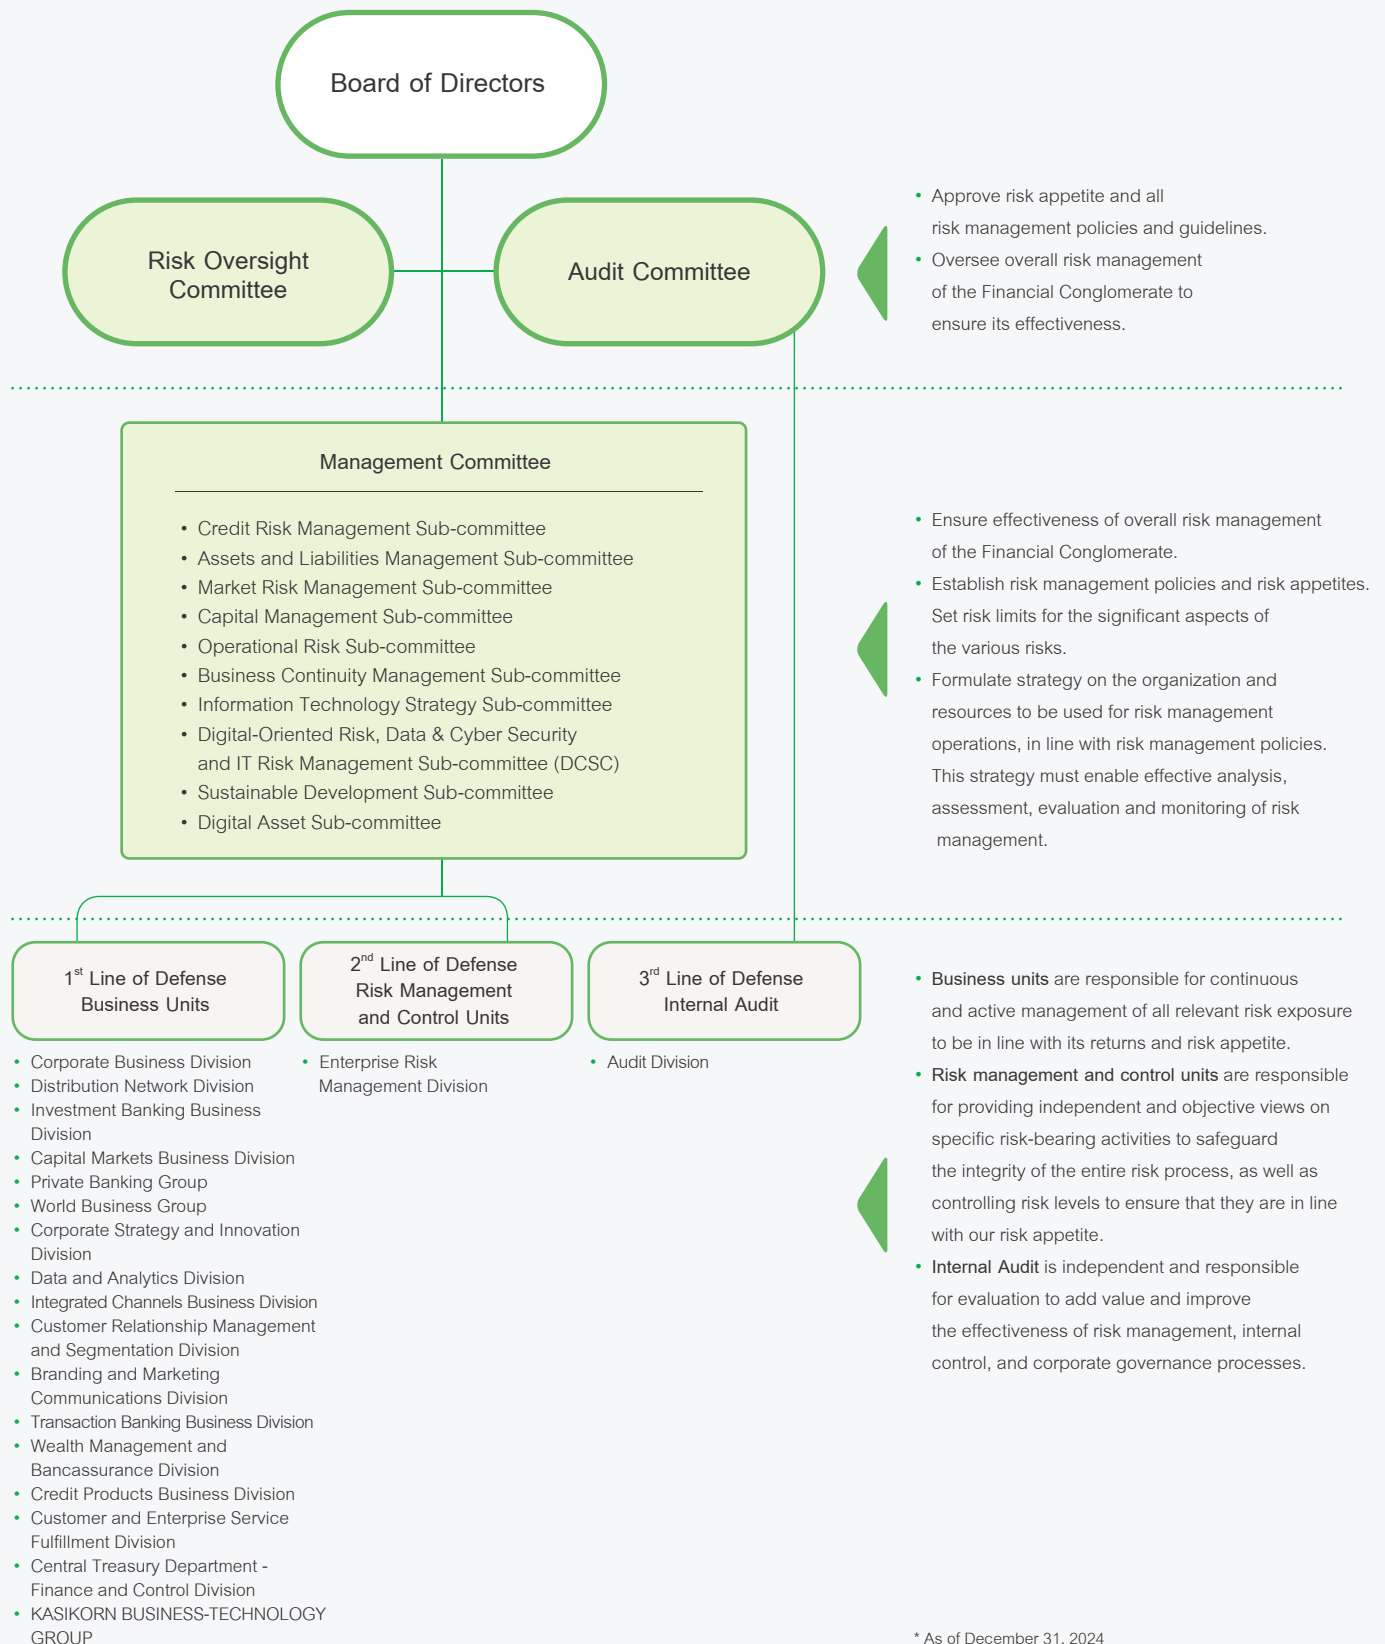 Board of Directors
Risk Oversight
Committee
Audit Committee
• Approve risk appetite and all
risk management policies and guidelines.
• Oversee overall risk management
of the Financial Conglomerate to
ensure its effectiveness.
Management Committee
• Credit Risk Management Sub-committee
• Assets and Liabilities Management Sub-committee
• Market Risk Management Sub-committee
• Capital Management Sub-committee
• Operational Risk Sub-committee
• Business Continuity Management Sub-committee
• Information Technology Strategy Sub-committee
• Digital-Oriented Risk, Data & Cyber Security
and IT Risk Management Sub-committee (DCSC)
• Sustainable Development Sub-committee
• Digital Asset Sub-committee
• Ensure effectiveness of overall risk management
of the Financial Conglomerate.
• Establish risk management policies and risk appetites.
Set risk limits for the significant aspects of
the various risks.
• Formulate strategy on the organization and
resources to be used for risk management
operations, in line with risk management policies.
This strategy must enable effective analysis,
assessment, evaluation and monitoring of risk
management.
1st Line of Defense
Business Units
• Corporate Business Division
• Distribution Network Division
• Investment Banking Business
Division
• Capital Markets Business Division
• Private Banking Group
• World Business Group
• Corporate Strategy and Innovation
Division
• Data and Analytics Division
• Integrated Channels Business Division
• Customer Relationship Management
and Segmentation Division
• Branding and Marketing
Communications Division
• Transaction Banking Business Division
• Wealth Management and
Bancassurance Division
• Credit Products Business Division
• Customer and Enterprise Service
Fulfillment Division
• Central Treasury Department -
Finance and Control Division
• KASIKORN BUSINESS-TECHNOLOGY
GROUP
2nd Line of Defense
Risk Management
and Control Units
• Enterprise Risk
Management Division
3rd Line of Defense
Internal Audit
• Audit Division
• Business units are responsible for continuous
and active management of all relevant risk exposure
to be in line with its returns and risk appetite.
• Risk management and control units are responsible
for providing independent and objective views on
specific risk-bearing activities to safeguard
the integrity of the entire risk process, as well as
controlling risk levels to ensure that they are in line
with our risk appetite.
• Internal Audit is independent and responsible
for evaluation to add value and improve
the effectiveness of risk management, internal
control, and corporate governance processes.
* As of December 31, 2024